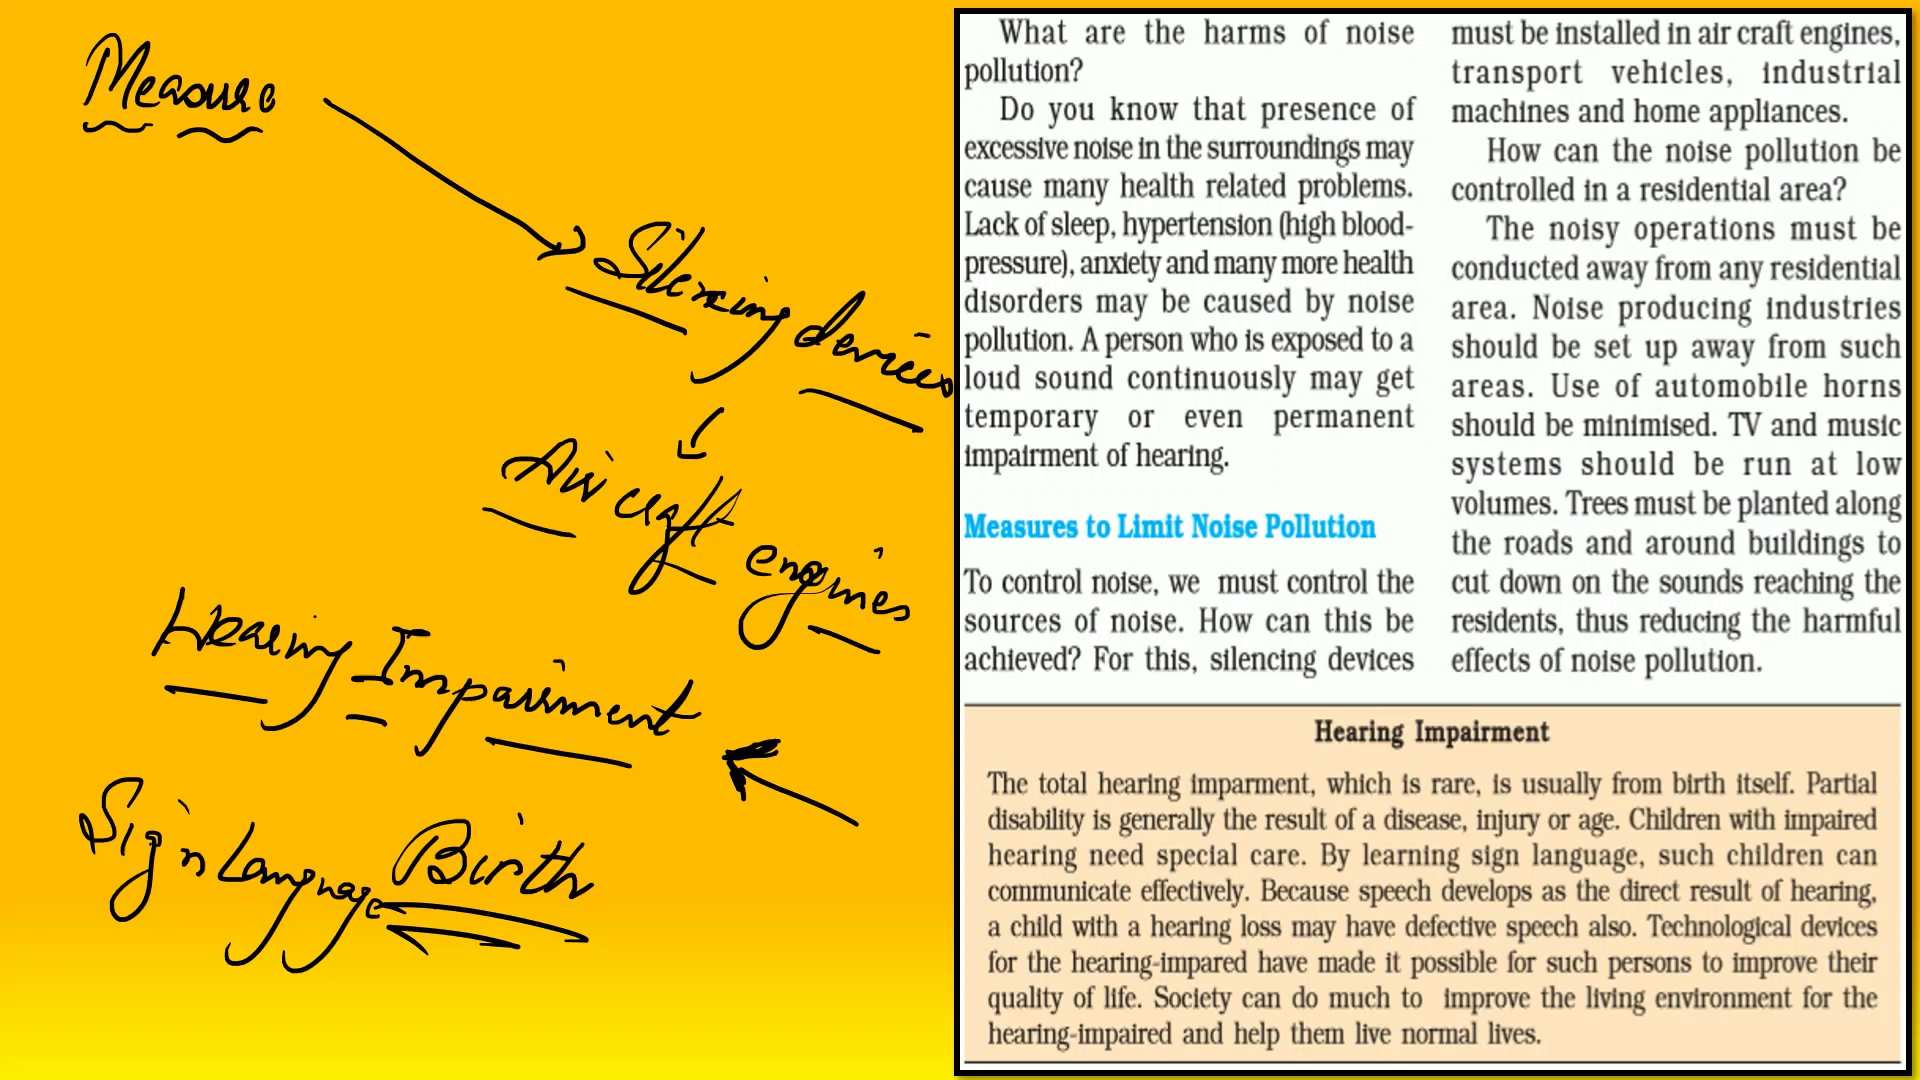 Measure
Silencing devices
Aircraft engines
Hearing Impairment
Sign Language Birth
What are the harms of noise
pollution?
Do you know that presence of
excessive noise in the surroundings may
cause many health related problems.
Lack of sleep, hypertension (high blood-
pressure), anxiety and many more health
disorders may be caused by noise
pollution. A person who is exposed to a
loud sound continuously may get
temporary or even permanent
impairment of hearing.
Measures to Limit Noise Pollution
To control noise, we must control the
sources of noise. How can this be
achieved? For this, silencing devices
must be installed in air craft engines,
transport vehicles, industrial
machines and home appliances.
How can the noise pollution be
controlled in a residential area?
The noisy operations must be
conducted away from any residential
area. Noise producing industries
should be set up away from such
areas. Use of automobile horns
should be minimised. TV and music
systems should be run at low
volumes. Trees must be planted along
the roads and around buildings to
cut down on the sounds reaching the
residents, thus reducing the harmful
effects of noise pollution.
Hearing Impairment
The total hearing imparment, which is rare, is usually from birth itself. Partial
disability is generally the result of a disease, injury or age. Children with impaired
hearing need special care. By learning sign language, such children can
communicate effectively. Because speech develops as the direct result of hearing,
a child with a hearing loss may have defective speech also. Technological devices
for the hearing-impared have made it possible for such persons to improve their
quality of life. Society can do much to improve the living environment for the
hearing-impaired and help them live normal lives.